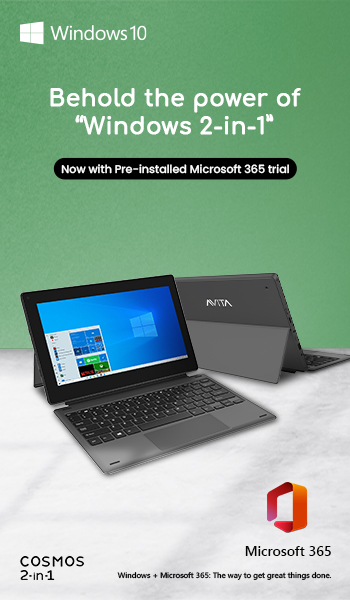 Windows 10
Behold the power of
“Windows 2-in-1”
Now with Pre-installed Microsoft 365 trial
AVITA
Microsoft 365
COSMOS
2-in-1
Windows + Microsoft 365: The way to get great things done.